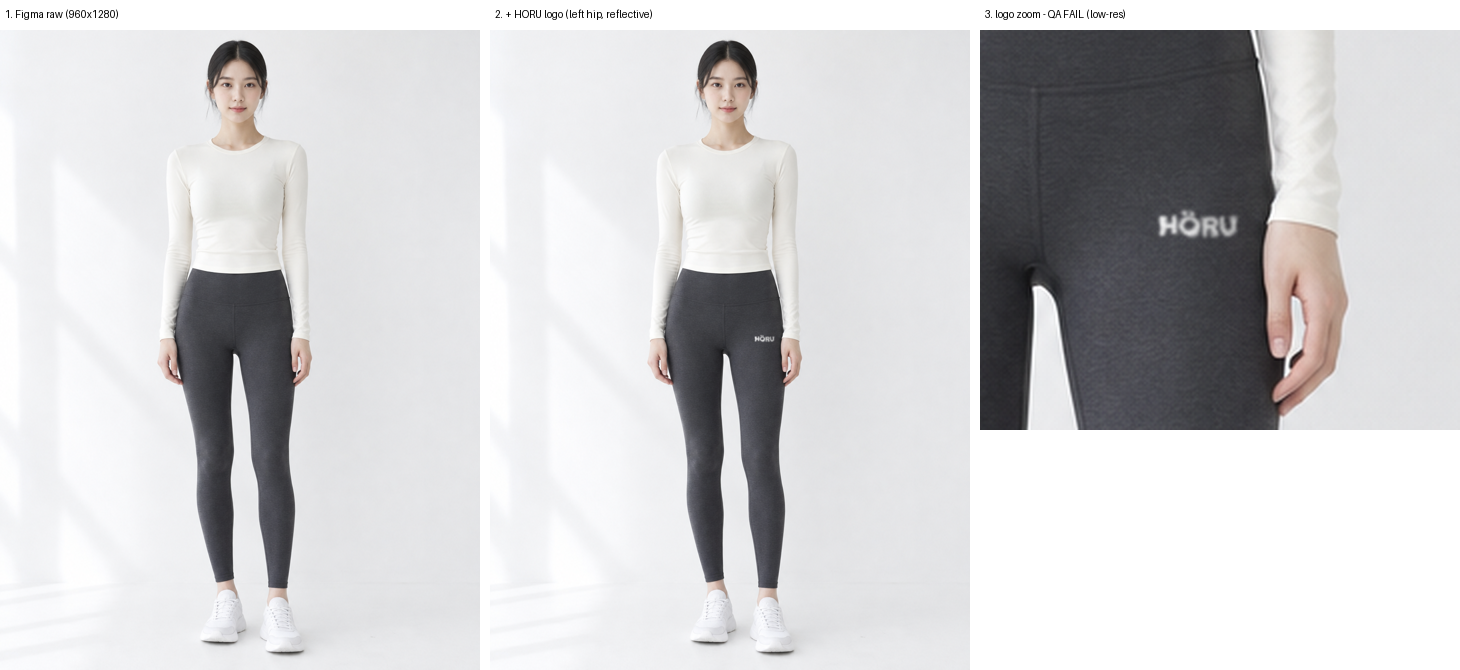 1. Figma raw (960x1280)
2. + HORU logo (left hip, reflective)
3. logo zoom - QA FAIL (low-res)
HÖRU
HÖRU